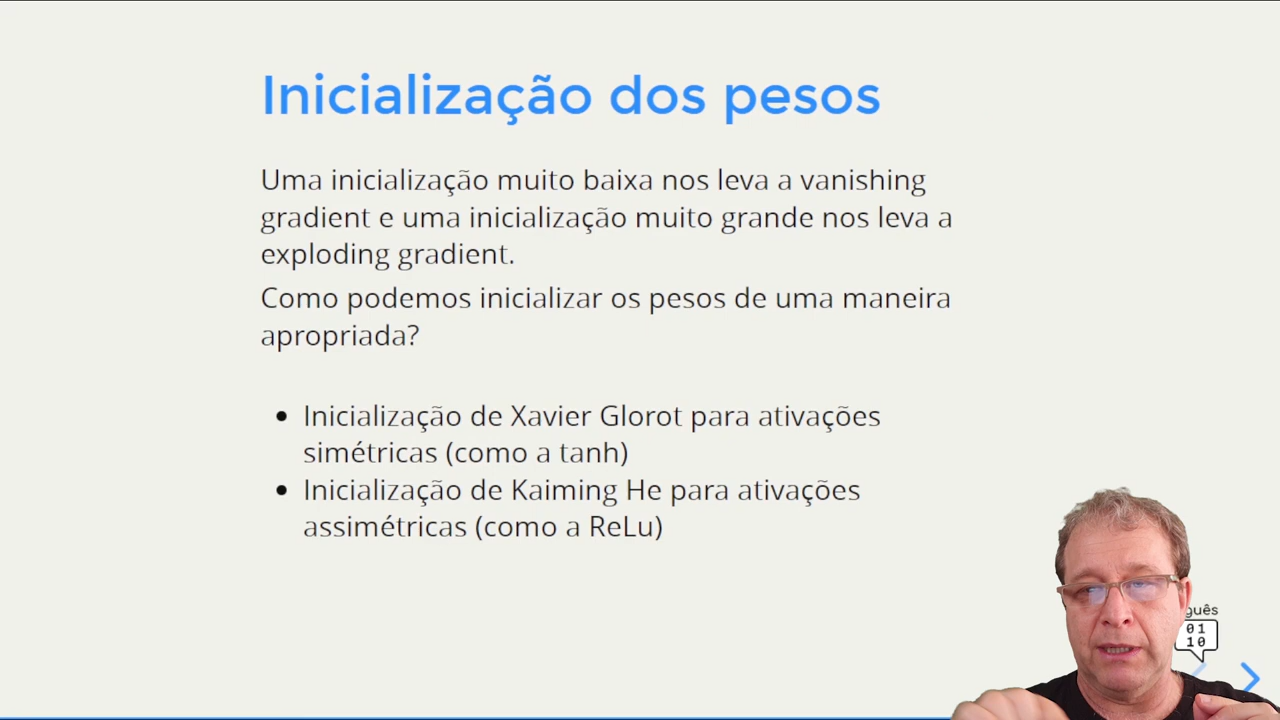 Inicialização dos pesos
Uma inicialização muito baixa nos leva a vanishing
gradient e uma inicialização muito grande nos leva a
exploding gradient.
Como podemos inicializar os pesos de uma maneira
apropriada?
• Inicialização de Xavier Glorot para ativações
simétricas (como a tanh)
• Inicialização de Kaiming He para ativações
assimétricas (como a ReLu)
guês
01
10